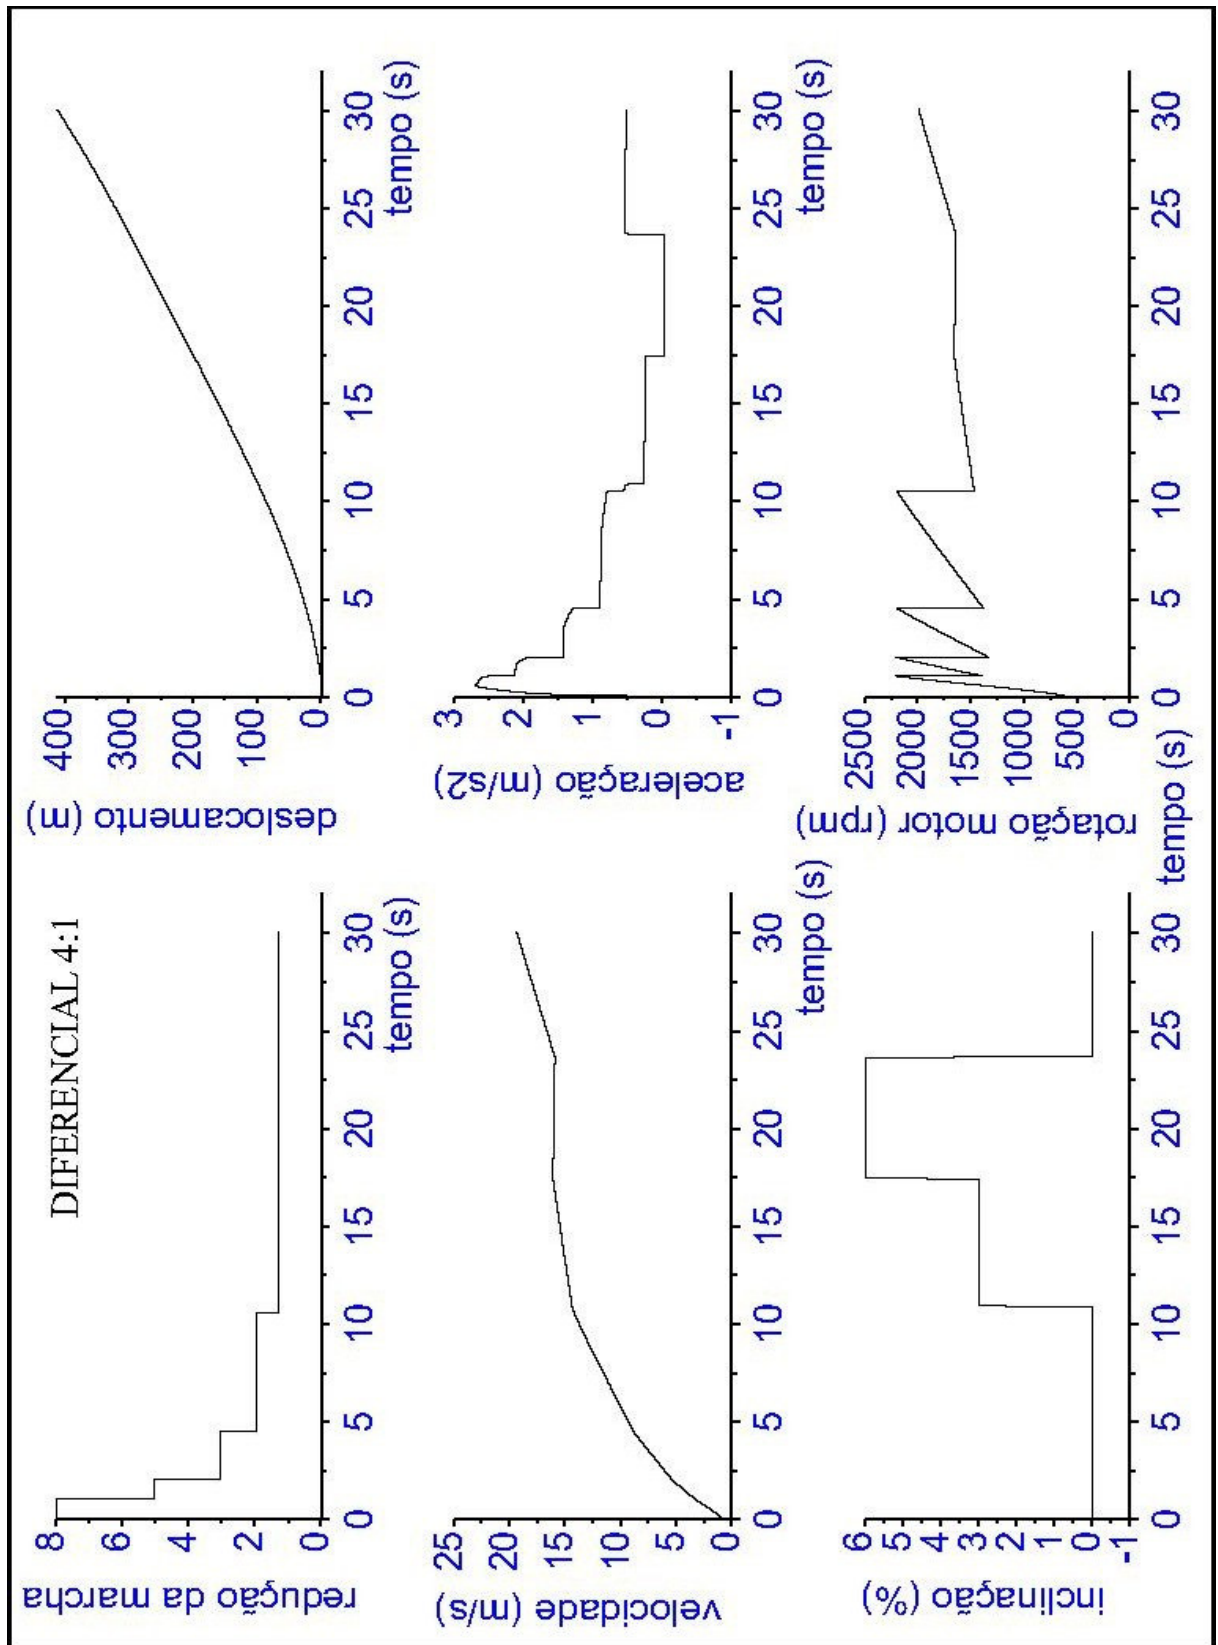 DIFERENCIAL 4:1
redução da marcha
8
6
4
2
0
0 5 10 15 20 25 30
tempo (s)
deslocamento (m)
400
300
200
100
0
0 5 10 15 20 25 30
tempo (s)
velocidade (m/s)
25
20
15
10
5
0
0 5 10 15 20 25 30
tempo (s)
aceleração (m/s2)
3
2
1
0
-1
0 5 10 15 20 25 30
tempo (s)
inclinação (%)
6
5
4
3
2
1
0
-1
0 5 10 15 20 25 30
tempo (s)
rotação motor (rpm)
2500
2000
1500
1000
500
0
0 5 10 15 20 25 30